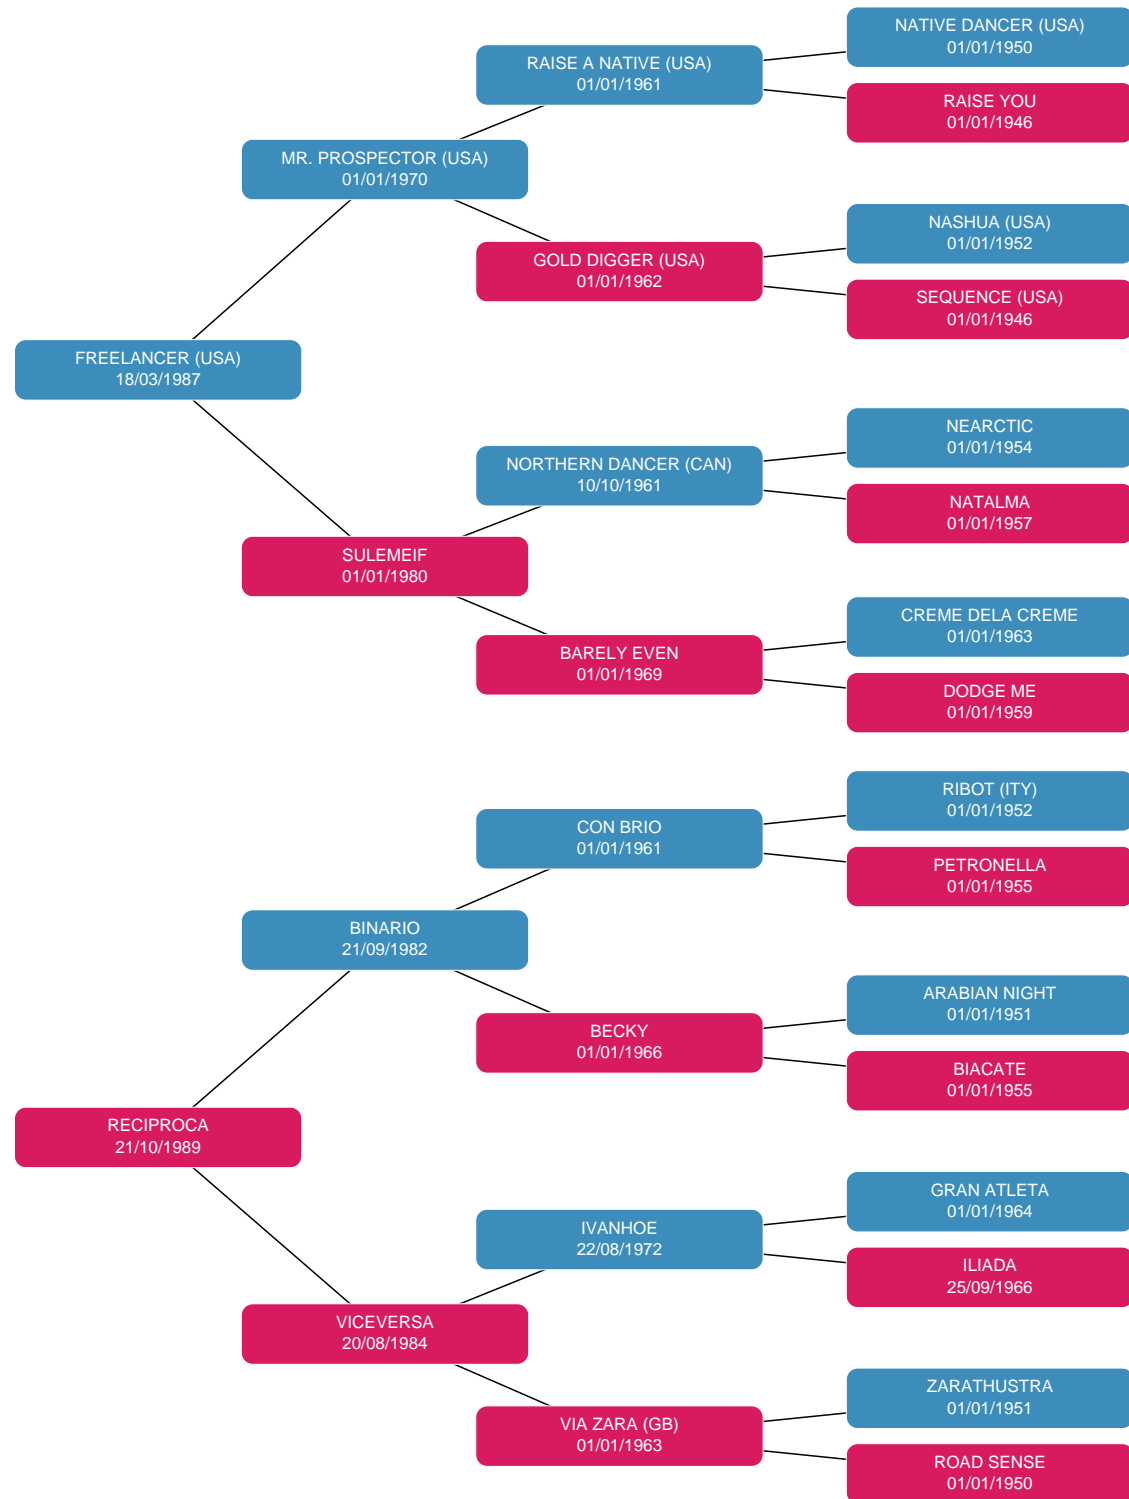 NATIVE DANCER (USA)
01/01/1950
RAISE A NATIVE (USA)
01/01/1961
RAISE YOU
01/01/1946
MR. PROSPECTOR (USA)
01/01/1970
NASHUA (USA)
01/01/1952
GOLD DIGGER (USA)
01/01/1962
SEQUENCE (USA)
01/01/1946
FREELANCER (USA)
18/03/1987
NEARCTIC
01/01/1954
NORTHERN DANCER (CAN)
10/10/1961
NATALMA
01/01/1957
SULEMEIF
01/01/1980
CREME DELA CREME
01/01/1963
BARELY EVEN
01/01/1969
DODGE ME
01/01/1959
RIBOT (ITY)
01/01/1952
CON BRIO
01/01/1961
PETRONELLA
01/01/1955
BINARIO
21/09/1982
ARABIAN NIGHT
01/01/1951
BECKY
01/01/1966
BIACATE
01/01/1955
RECIPROCA
21/10/1989
GRAN ATLETA
01/01/1964
IVANHOE
22/08/1972
ILIADA
25/09/1966
VICEVERSA
20/08/1984
ZARATHUSTRA
01/01/1951
VIA ZARA (GB)
01/01/1963
ROAD SENSE
01/01/1950